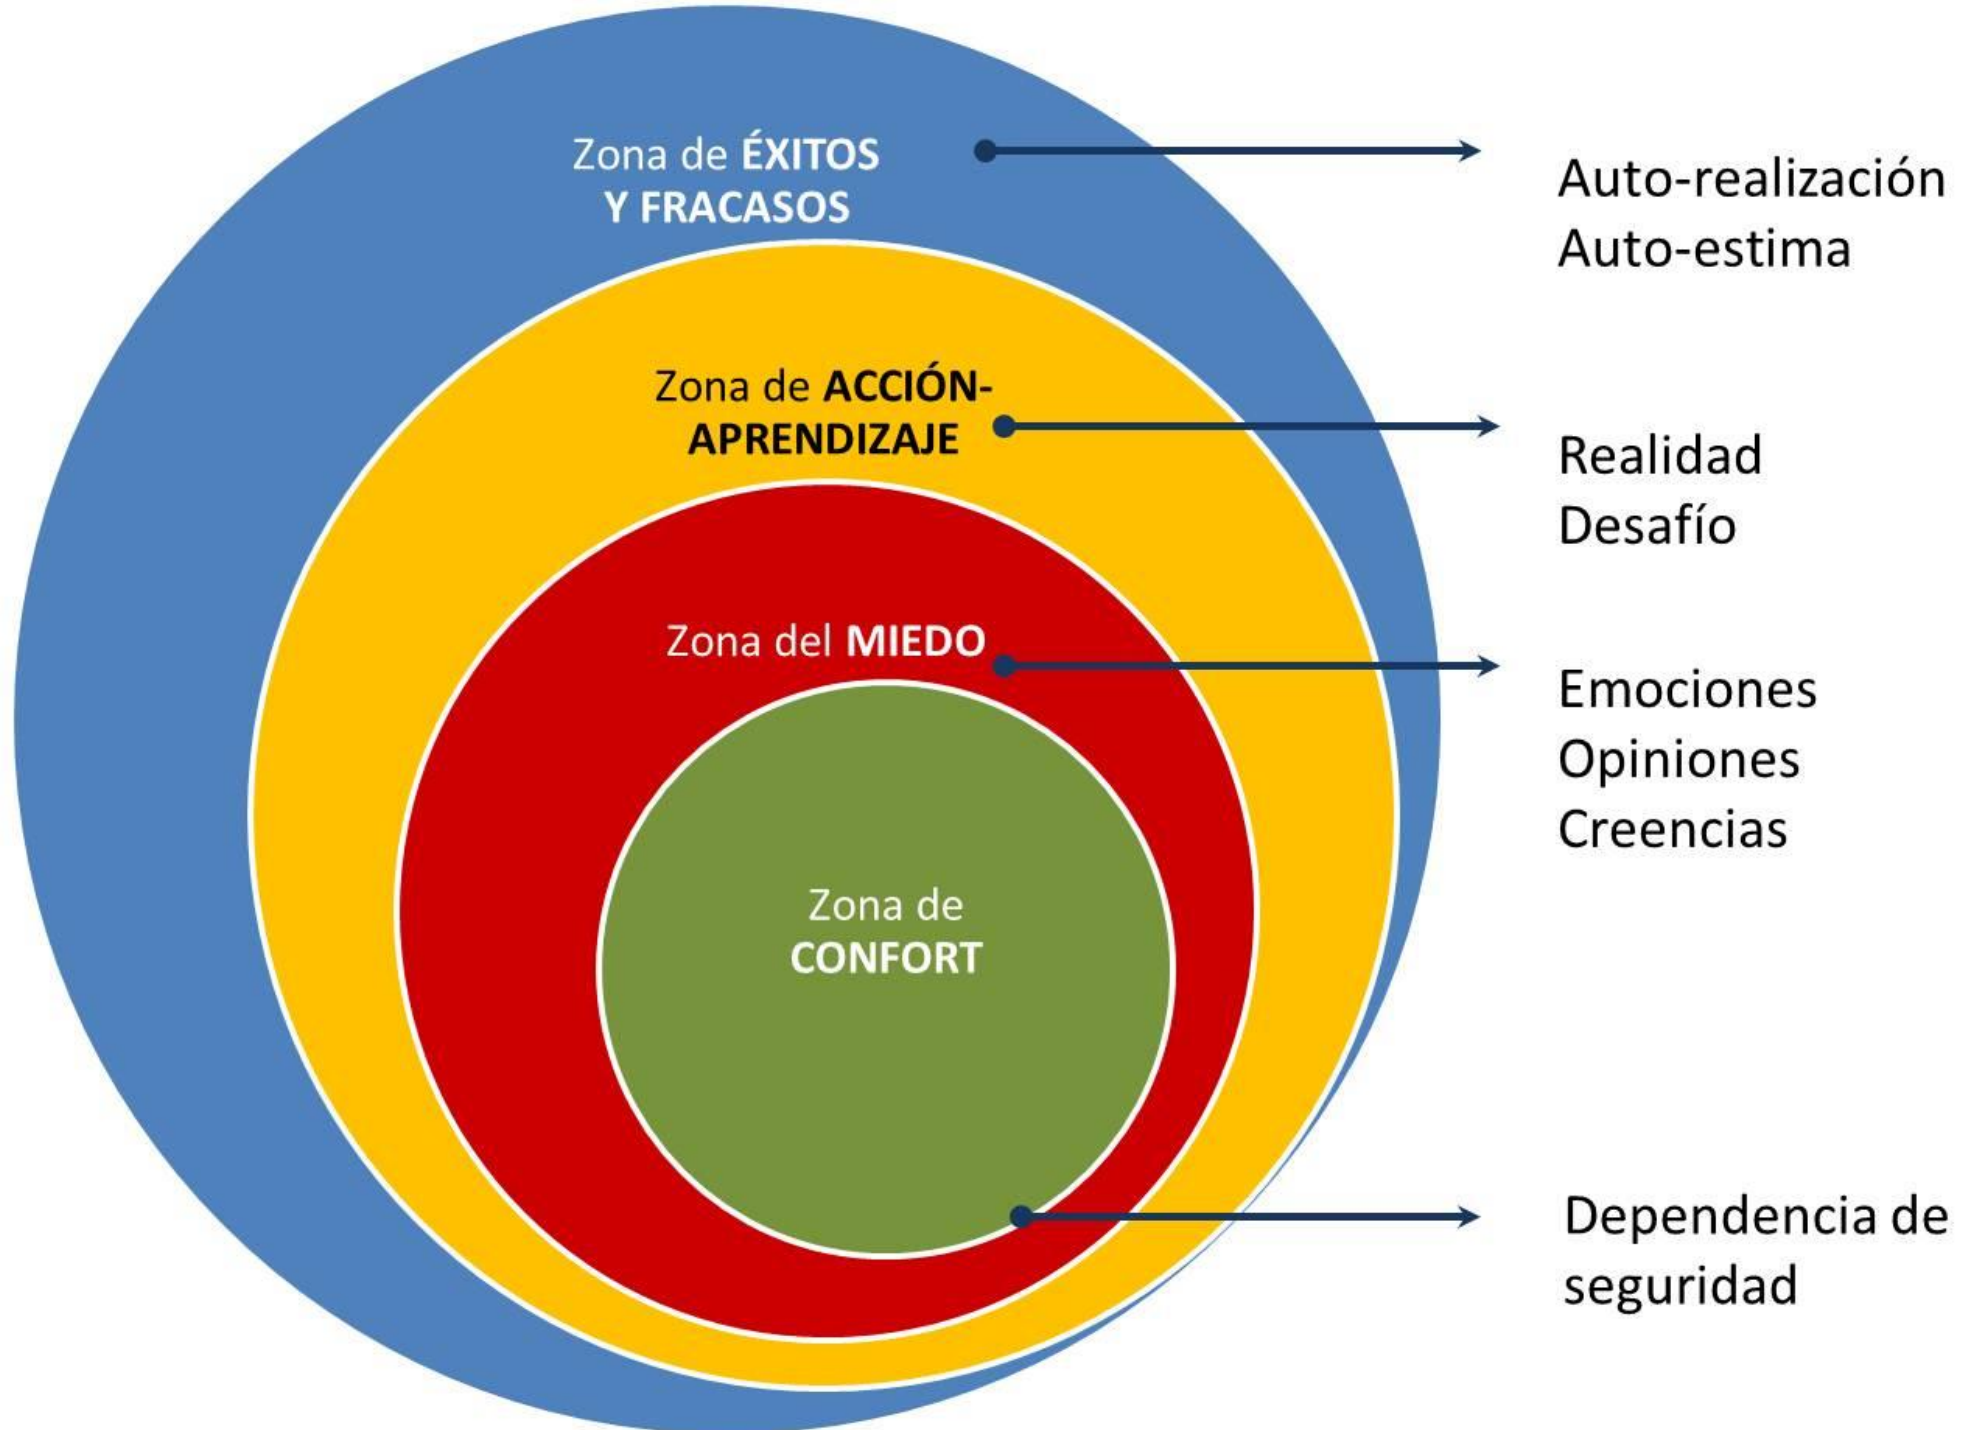 Zona de ÉXITOS
Y FRACASOS
Auto-realización
Auto-estima
Zona de ACCIÓN-
APRENDIZAJE
Realidad
Desafío
Zona del MIEDO
Emociones
Opiniones
Creencias
Zona de
CONFORT
Dependencia de
seguridad